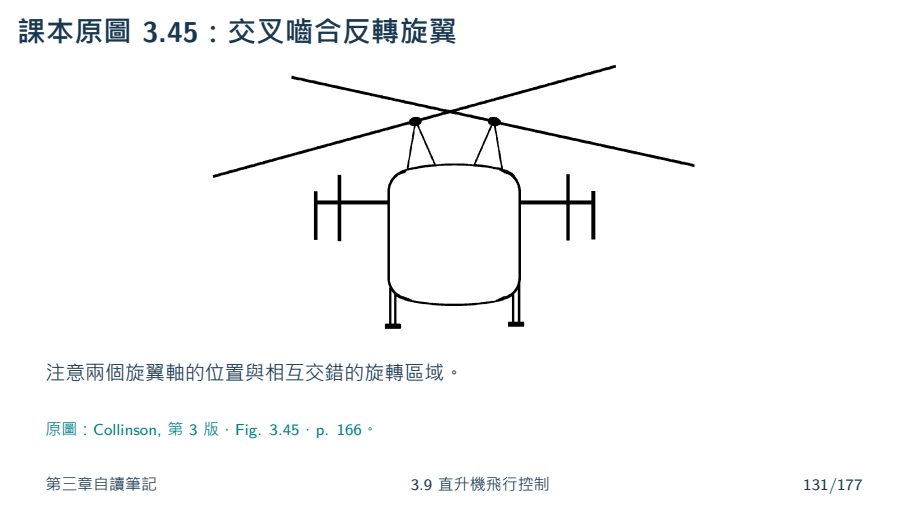 課本原圖 3.45：交叉嚙合反轉旋翼
注意兩個旋翼軸的位置與相互交錯的旋轉區域。
原圖：Collinson, 第 3 版．Fig. 3.45．p. 166。
第三章自讀筆記
3.9 直升機飛行控制
131/177